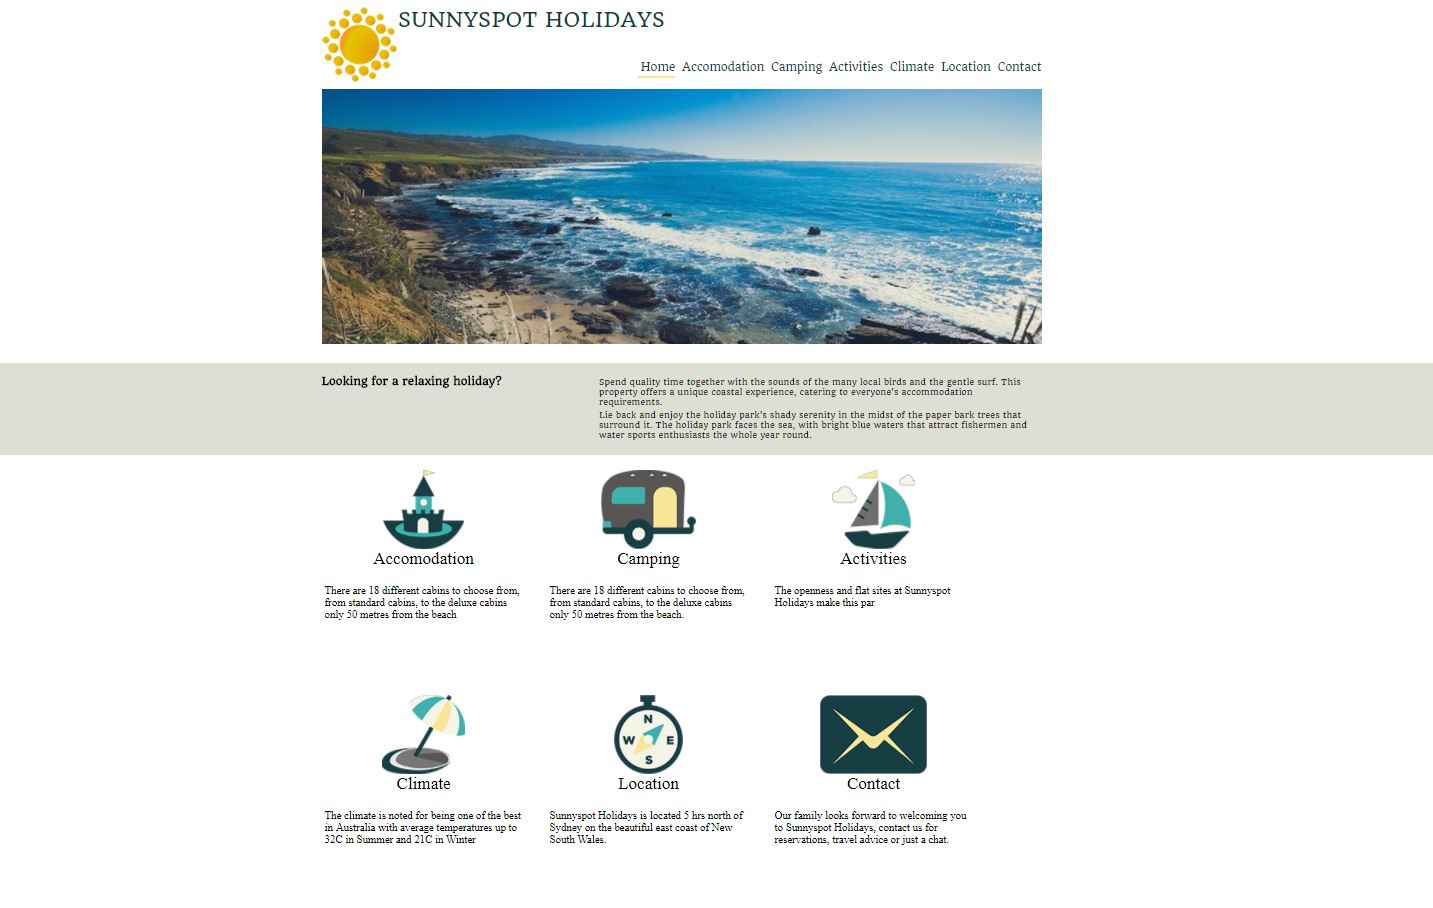 SUNNYSPOT HOLIDAYS
Home Accomodation Camping Activities Climate Location Contact
Looking for a relaxing holiday?
Spend quality time together with the sounds of the many local birds and the gentle surf. This
property offers a unique coastal experience, catering to everyone's accommodation
requirements.
Lie back and enjoy the holiday park's shady serenity in the midst of the paper bark trees that
surround it. The holiday park faces the sea, with bright blue waters that attract fishermen and
water sports enthusiasts the whole year round.
Accomodation
There are 18 different cabins to choose from,
from standard cabins, to the deluxe cabins
only 50 metres from the beach
Camping
There are 18 different cabins to choose from,
from standard cabins, to the deluxe cabins
only 50 metres from the beach.
Activities
The openness and flat sites at Sunnyspot
Holidays make this par
Climate
The climate is noted for being one of the best
in Australia with average temperatures up to
32C in Summer and 21C in Winter
N
W E
S
Location
Sunnyspot Holidays is located 5 hrs north of
Sydney on the beautiful east coast of New
South Wales.
Contact
Our family looks forward to welcoming you
to Sunnyspot Holidays, contact us for
reservations, travel advice or just a chat.